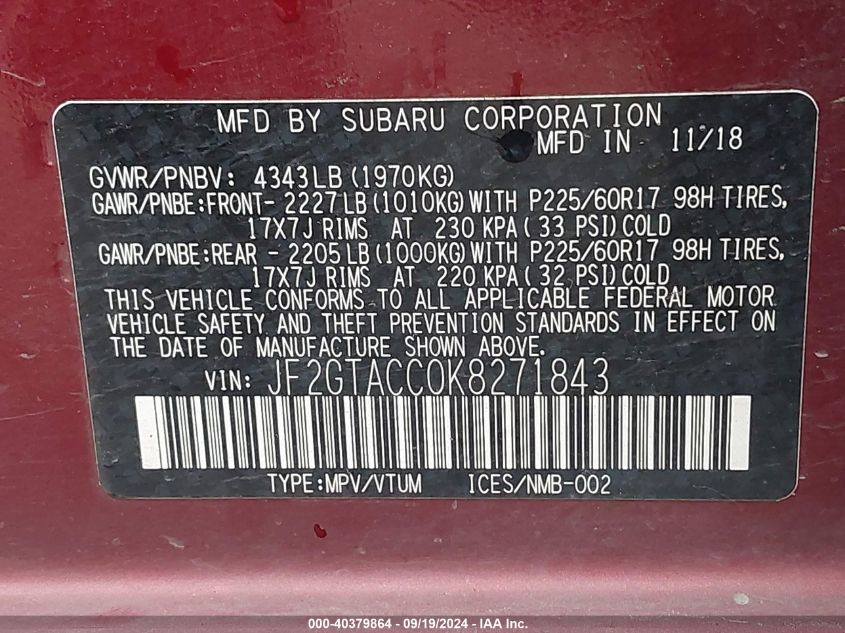 MFD BY SUBARU CORPORATION
MFD IN 11/18
GVWR/PNBV: 4343LB (1970KG)
GAWR/PNBE:FRONT- 2227LB (1010KG) WITH P225/60R17 98H TIRES,
17X7J RIMS AT 230 KPA ( 33 PSI) COLD
GAWR/PNBE:REAR - 2205LB (1000KG) WITH P225/60R17 98H TIRES,
17X7J RIMS AT 220 KPA ( 32 PSI) COLD
THIS VEHICLE CONFORMS TO ALL APPLICABLE FEDERAL MOTOR
VEHICLE SAFETY AND THEFT PREVENTION STANDARDS IN EFFECT ON
THE DATE OF MANUFACTURE SHOWN ABOVE.
VIN: JF2GTACC0K8271843
TYPE:MPV/VTUM ICES/NMB-002
000-40379864 - 09/19/2024 - IAA, Inc.